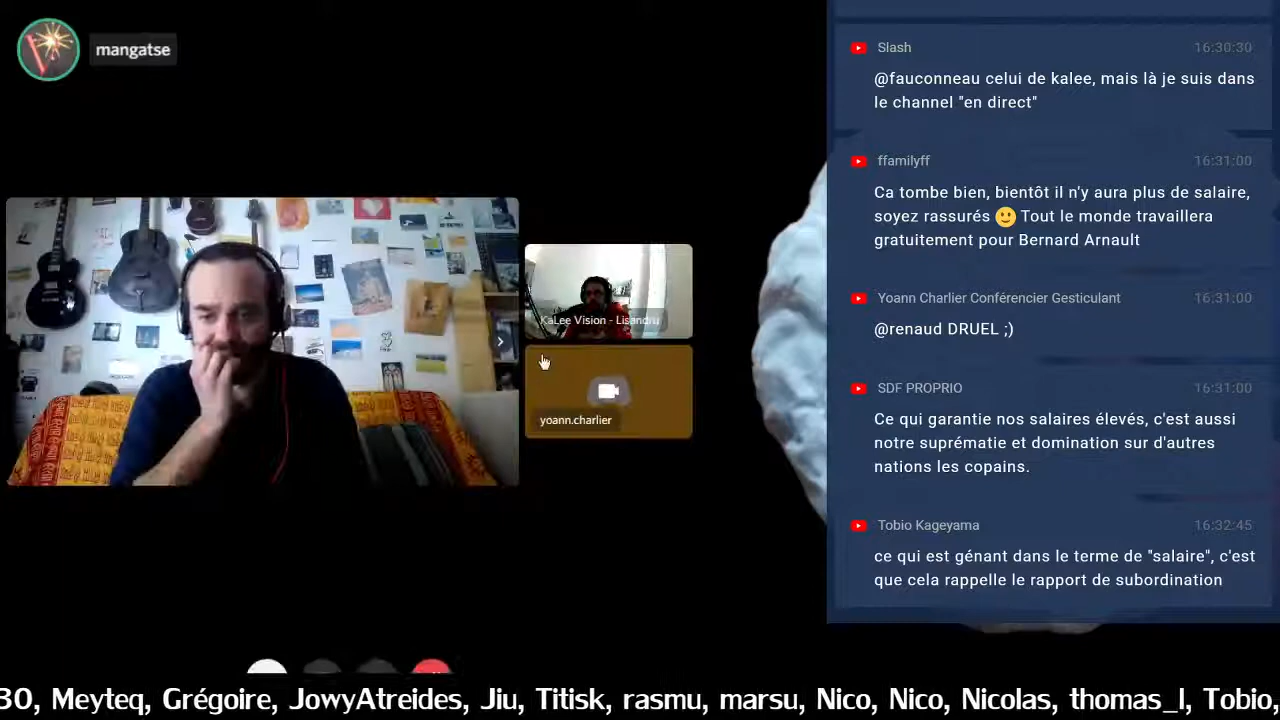 mangatse
KaLee Vision - Lisandru
yoann.charlier
Slash 16:30:30
@fauconneau celui de kalee, mais là je suis dans
le channel "en direct"
ffamilyff 16:31:00
Ca tombe bien, bientôt il n'y aura plus de salaire,
soyez rassurés 🙂 Tout le monde travaillera
gratuitement pour Bernard Arnault
Yoann Charlier Conférencier Gesticulant 16:31:00
@renaud DRUEL ;)
SDF PROPRIO 16:31:00
Ce qui garantie nos salaires élevés, c'est aussi
notre suprématie et domination sur d'autres
nations les copains.
Tobio Kageyama 16:32:45
ce qui est génant dans le terme de "salaire", c'est
que cela rappelle le rapport de subordination
30, Meyteq, Grégoire, JowyAtreides, Jiu, Titisk, rasmu, marsu, Nico, Nico, Nicolas, thomas_l, Tobio,